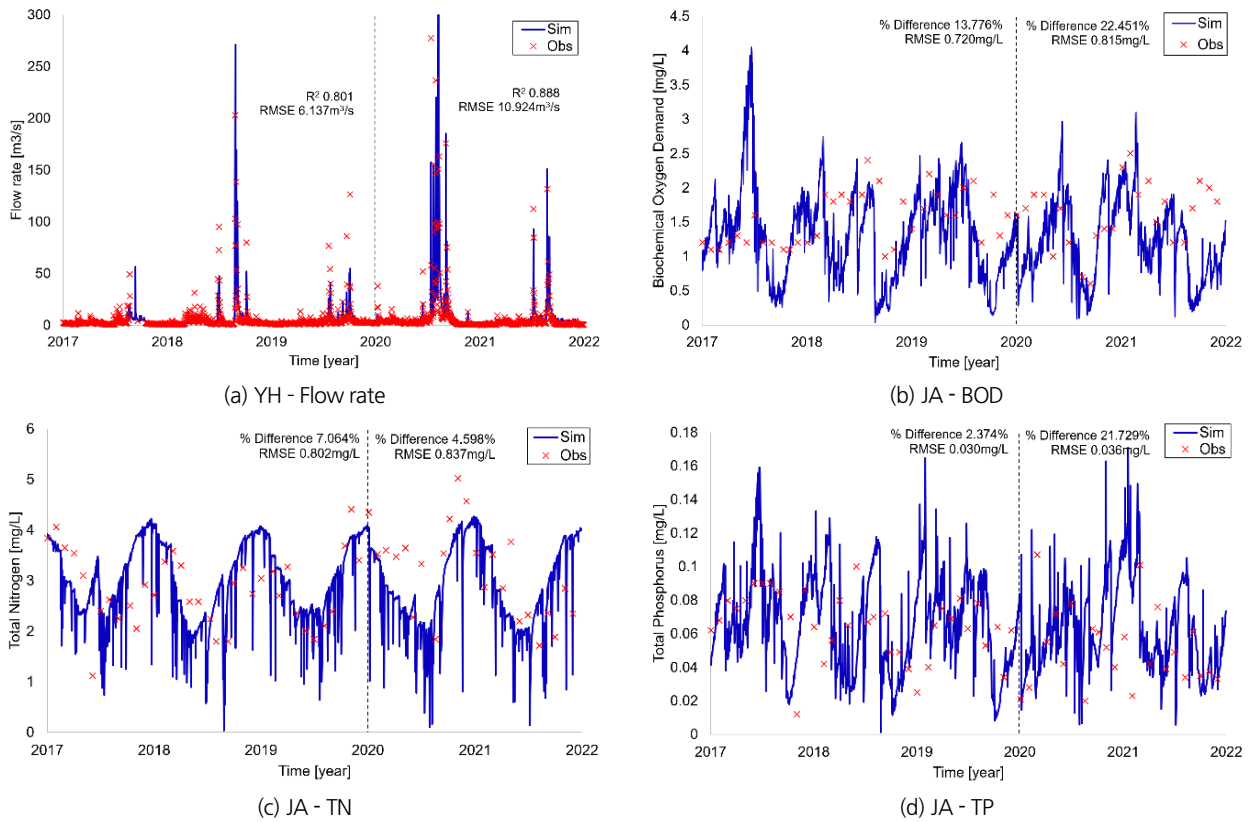 300
250
200
150
100
50
0
Flow rate [m3/s]
Sim
Obs
R² 0.801
RMSE 6.137m³/s
R² 0.888
RMSE 10.924m³/s
2017 2018 2019 2020 2021 2022
Time [year]
(a) YH - Flow rate
4.5
4
3.5
3
2.5
2
1.5
1
0.5
0
Biochemical Oxygen Demand [mg/L]
% Difference 13.776%
RMSE 0.720mg/L
% Difference 22.451%
RMSE 0.815mg/L
Sim
Obs
2017 2018 2019 2020 2021 2022
Time [year]
(b) JA - BOD
6
5
4
3
2
1
0
Total Nitrogen [mg/L]
% Difference 7.064%
RMSE 0.802mg/L
% Difference 4.598%
RMSE 0.837mg/L
Sim
Obs
2017 2018 2019 2020 2021 2022
Time [year]
(c) JA - TN
0.18
0.16
0.14
0.12
0.1
0.08
0.06
0.04
0.02
0
Total Phosphorus [mg/L]
% Difference 2.374%
RMSE 0.030mg/L
% Difference 21.729%
RMSE 0.036mg/L
Sim
Obs
2017 2018 2019 2020 2021 2022
Time [year]
(d) JA - TP